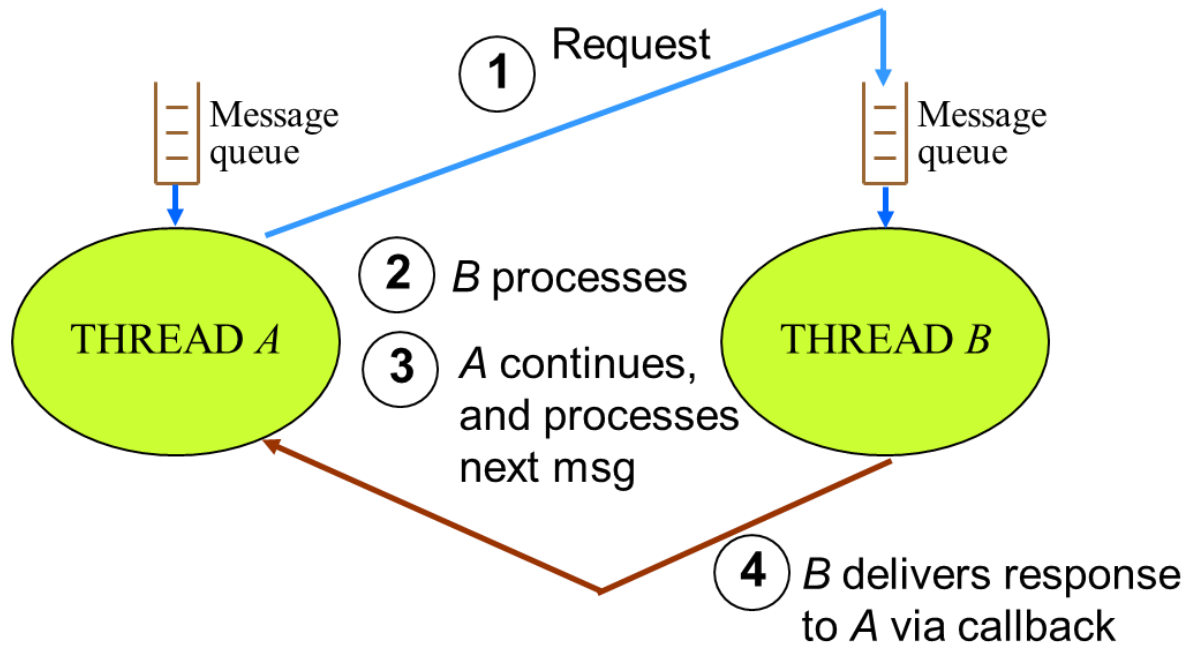 1
Request
Message
queue
Message
queue
2
B processes
THREAD A
THREAD B
3
A continues,
and processes
next msg
4
B delivers response
to A via callback